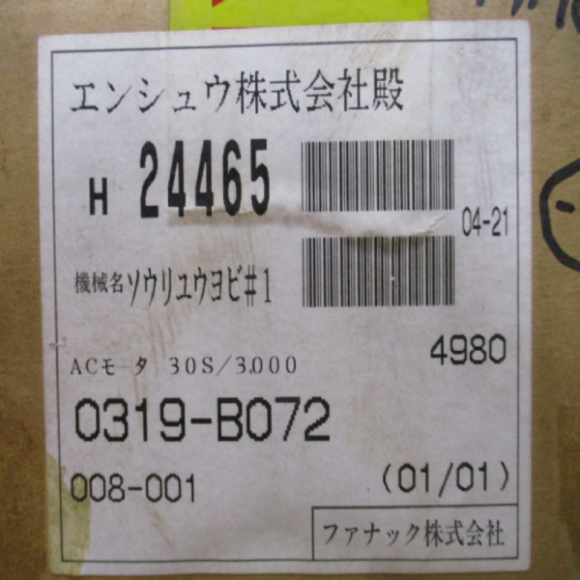 エンシュウ株式会社殿
H 24465
04-21
機械名ソウリュウヨビ#1
4980
ACモータ 30S/3000
0319-B072
008-001 (01/01)
ファナック株式会社